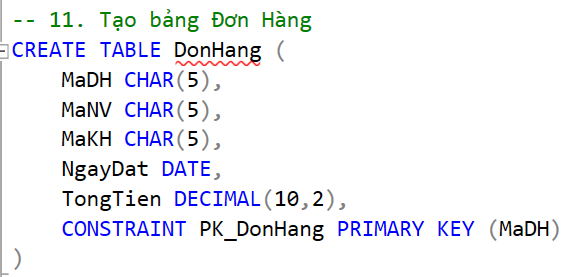 -- 11. Tạo bảng Đơn Hàng
CREATE TABLE DonHang (
MaDH CHAR(5),
MaNV CHAR(5),
MaKH CHAR(5),
NgayDat DATE,
TongTien DECIMAL(10,2),
CONSTRAINT PK_DonHang PRIMARY KEY (MaDH)
)